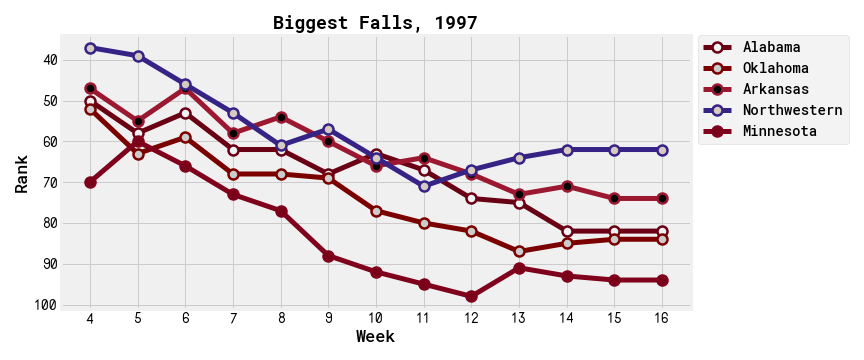 Biggest Falls, 1997
Alabama
Oklahoma
Arkansas
Northwestern
Minnesota
Rank
40
50
60
70
80
90
100
4 5 6 7 8 9 10 11 12 13 14 15 16
Week